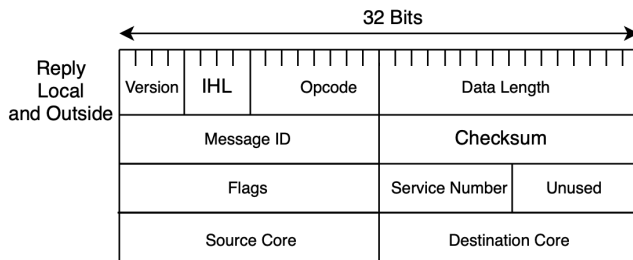 32 Bits
Reply
Local
and Outside
Version IHL Opcode Data Length
Message ID Checksum
Flags Service Number Unused
Source Core Destination Core